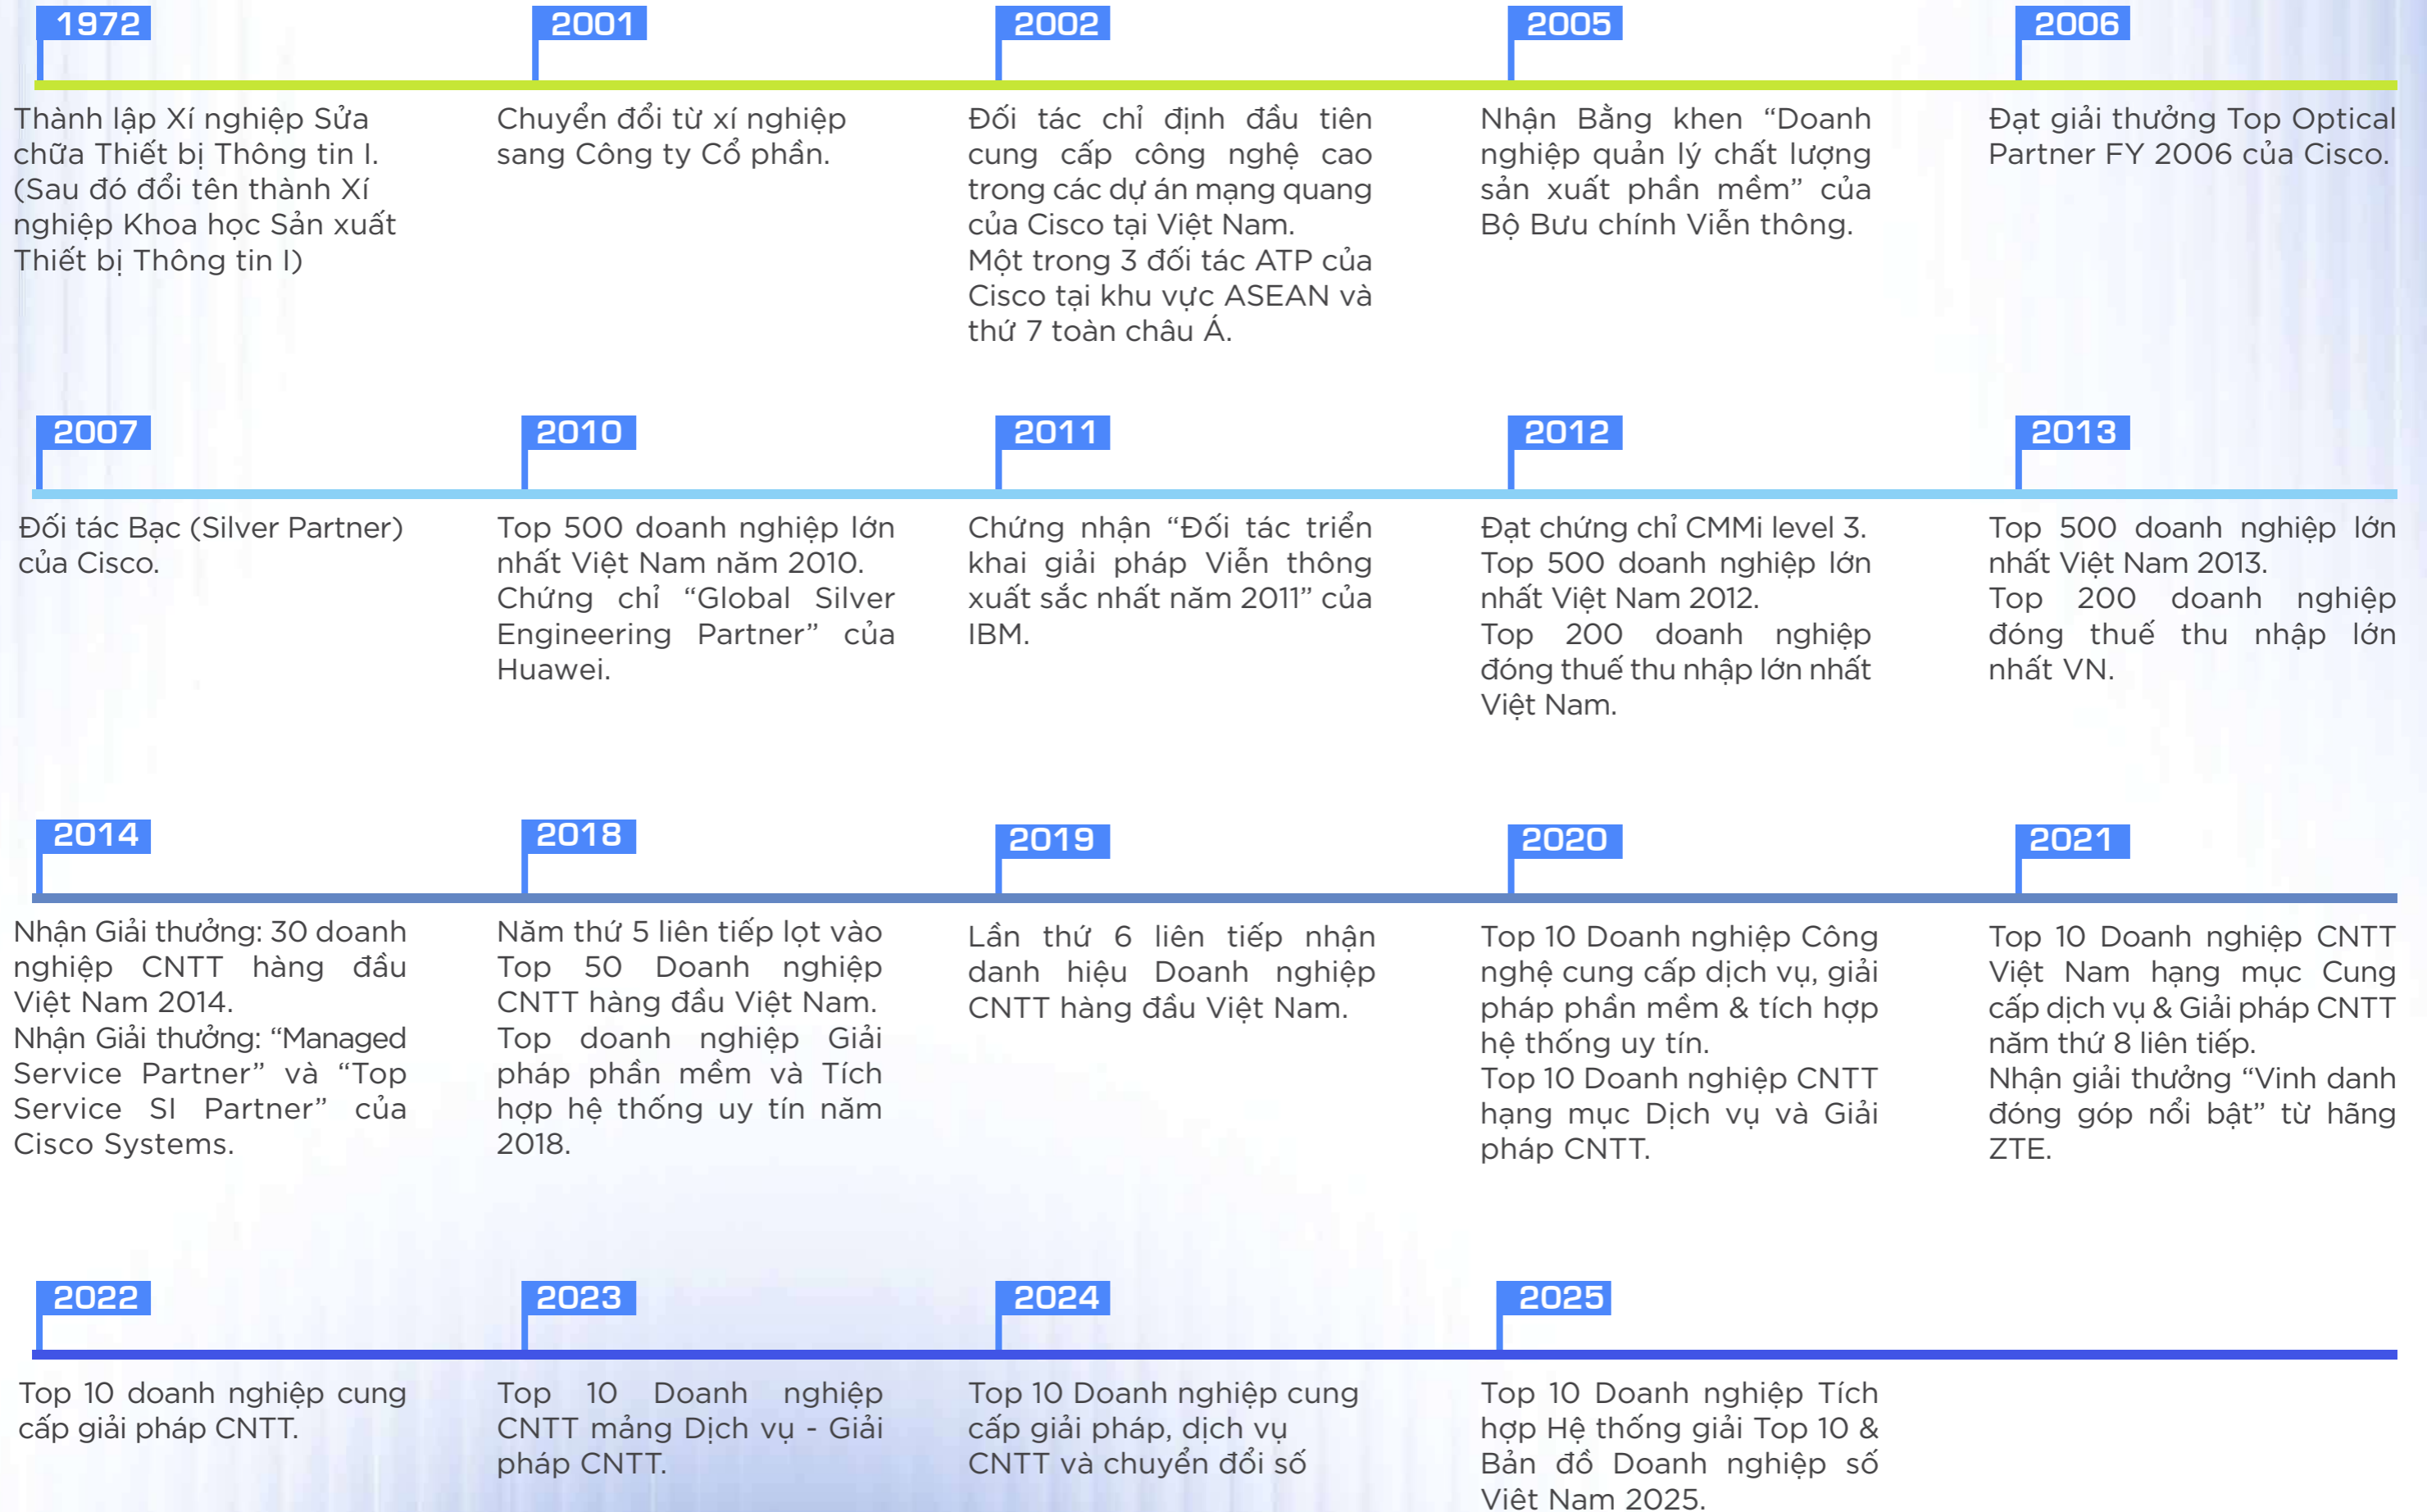 1972
Thành lập Xí nghiệp Sửa
chữa Thiết bị Thông tin I.
(Sau đó đổi tên thành Xí
nghiệp Khoa học Sản xuất
Thiết bị Thông tin I)
2001
Chuyển đổi từ xí nghiệp
sang Công ty Cổ phần.
2002
Đối tác chỉ định đầu tiên
cung cấp công nghệ cao
trong các dự án mạng quang
của Cisco tại Việt Nam.
Một trong 3 đối tác ATP của
Cisco tại khu vực ASEAN và
thứ 7 toàn châu Á.
2005
Nhận Bằng khen “Doanh
nghiệp quản lý chất lượng
sản xuất phần mềm” của
Bộ Bưu chính Viễn thông.
2006
Đạt giải thưởng Top Optical
Partner FY 2006 của Cisco.
2007
Đối tác Bạc (Silver Partner)
của Cisco.
2010
Top 500 doanh nghiệp lớn
nhất Việt Nam năm 2010.
Chứng chỉ “Global Silver
Engineering Partner” của
Huawei.
2011
Chứng nhận “Đối tác triển
khai giải pháp Viễn thông
xuất sắc nhất năm 2011” của
IBM.
2012
Đạt chứng chỉ CMMi level 3.
Top 500 doanh nghiệp lớn
nhất Việt Nam 2012.
Top 200 doanh nghiệp
đóng thuế thu nhập lớn nhất
Việt Nam.
2013
Top 500 doanh nghiệp lớn
nhất Việt Nam 2013.
Top 200 doanh nghiệp
đóng thuế thu nhập lớn
nhất VN.
2014
Nhận Giải thưởng: 30 doanh
nghiệp CNTT hàng đầu
Việt Nam 2014.
Nhận Giải thưởng: “Managed
Service Partner” và “Top
Service SI Partner” của
Cisco Systems.
2018
Năm thứ 5 liên tiếp lọt vào
Top 50 Doanh nghiệp
CNTT hàng đầu Việt Nam.
Top doanh nghiệp Giải
pháp phần mềm và Tích
hợp hệ thống uy tín năm
2018.
2019
Lần thứ 6 liên tiếp nhận
danh hiệu Doanh nghiệp
CNTT hàng đầu Việt Nam.
2020
Top 10 Doanh nghiệp Công
nghệ cung cấp dịch vụ, giải
pháp phần mềm & tích hợp
hệ thống uy tín.
Top 10 Doanh nghiệp CNTT
hạng mục Dịch vụ và Giải
pháp CNTT.
2021
Top 10 Doanh nghiệp CNTT
Việt Nam hạng mục Cung
cấp dịch vụ & Giải pháp CNTT
năm thứ 8 liên tiếp.
Nhận giải thưởng “Vinh danh
đóng góp nổi bật” từ hãng
ZTE.
2022
Top 10 doanh nghiệp cung
cấp giải pháp CNTT.
2023
Top 10 Doanh nghiệp
CNTT mảng Dịch vụ - Giải
pháp CNTT.
2024
Top 10 Doanh nghiệp cung
cấp giải pháp, dịch vụ
CNTT và chuyển đổi số
2025
Top 10 Doanh nghiệp Tích
hợp Hệ thống giải Top 10 &
Bản đồ Doanh nghiệp số
Việt Nam 2025.